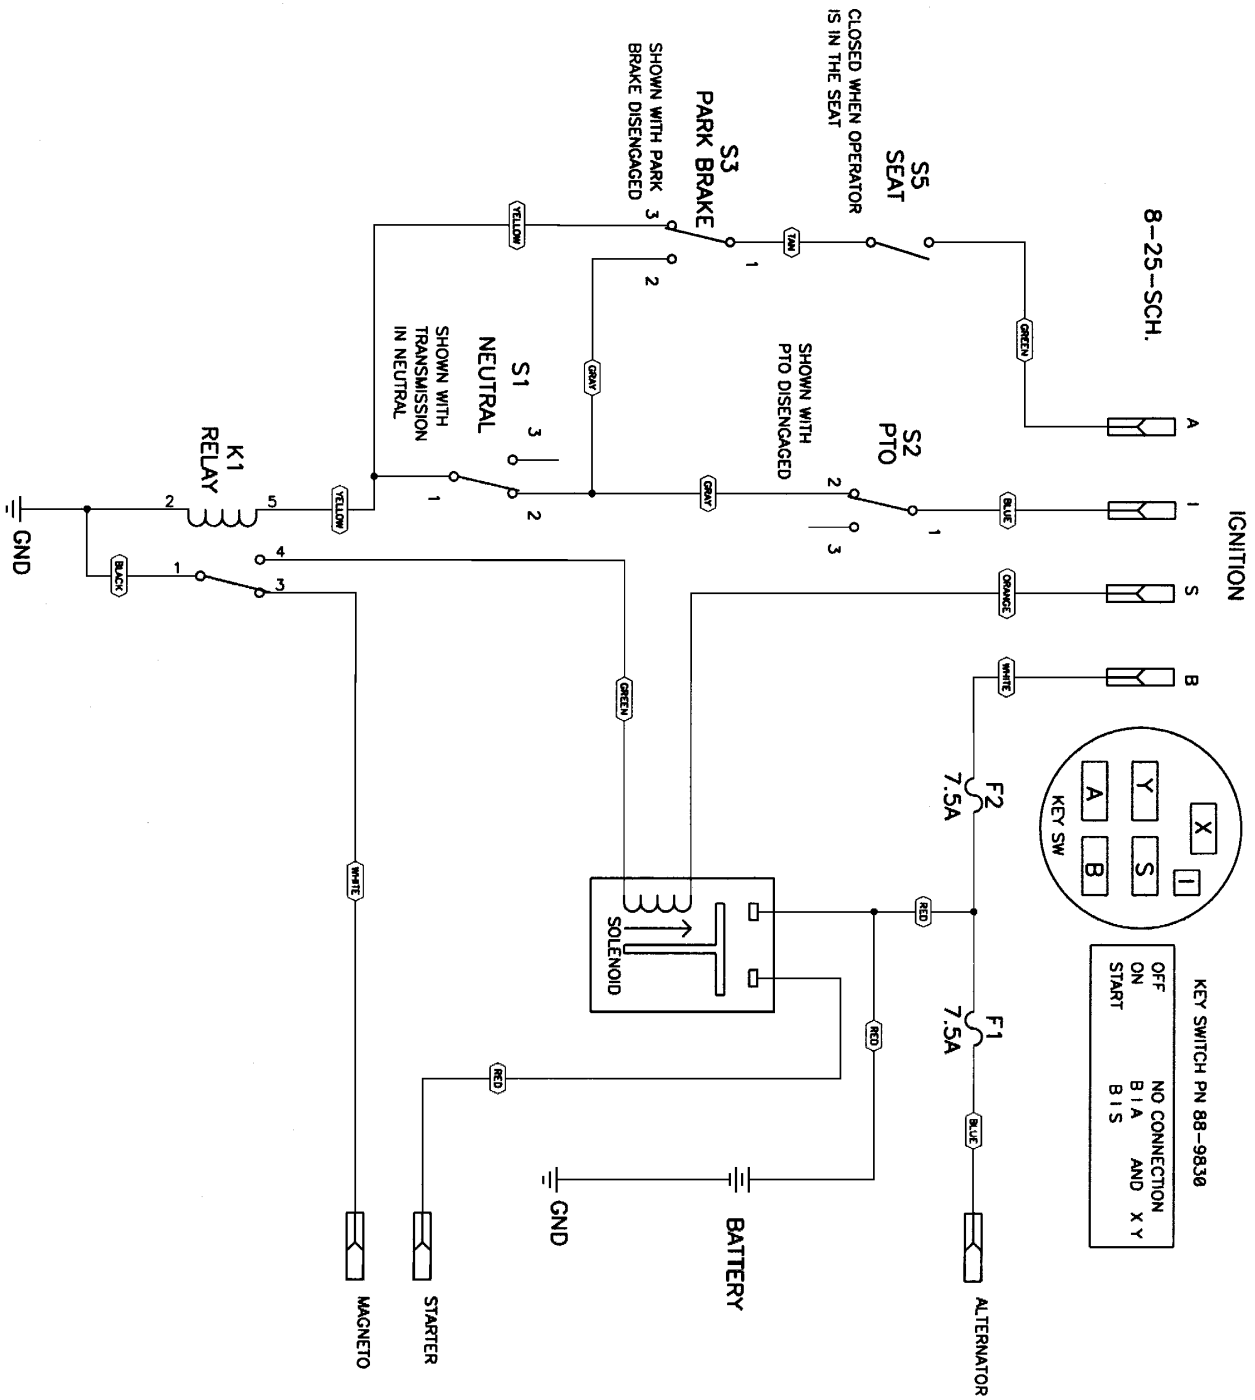 8-25-SCH.
IGNITION
A
I
S
B
GREEN
BLUE
ORANGE
WHITE
KEY SW
X
I
Y
S
A
B
KEY SWITCH PN 88-9830
OFF NO CONNECTION
ON B I A AND X Y
START B I S
S5
SEAT
CLOSED WHEN OPERATOR
IS IN THE SEAT
TAN
S3
PARK BRAKE
SHOWN WITH PARK
BRAKE DISENGAGED
1
2
3
YELLOW
GRAY
S2
PTO
SHOWN WITH
PTO DISENGAGED
1
2
3
GRAY
S1
NEUTRAL
SHOWN WITH
TRANSMISSION
IN NEUTRAL
3
2
1
YELLOW
K1
RELAY
2
5
4
1
3
BLACK
GND
GREEN
WHITE
F2
7.5A
F1
7.5A
RED
RED
RED
BLUE
SOLENOID
BATTERY
GND
ALTERNATOR
STARTER
MAGNETO